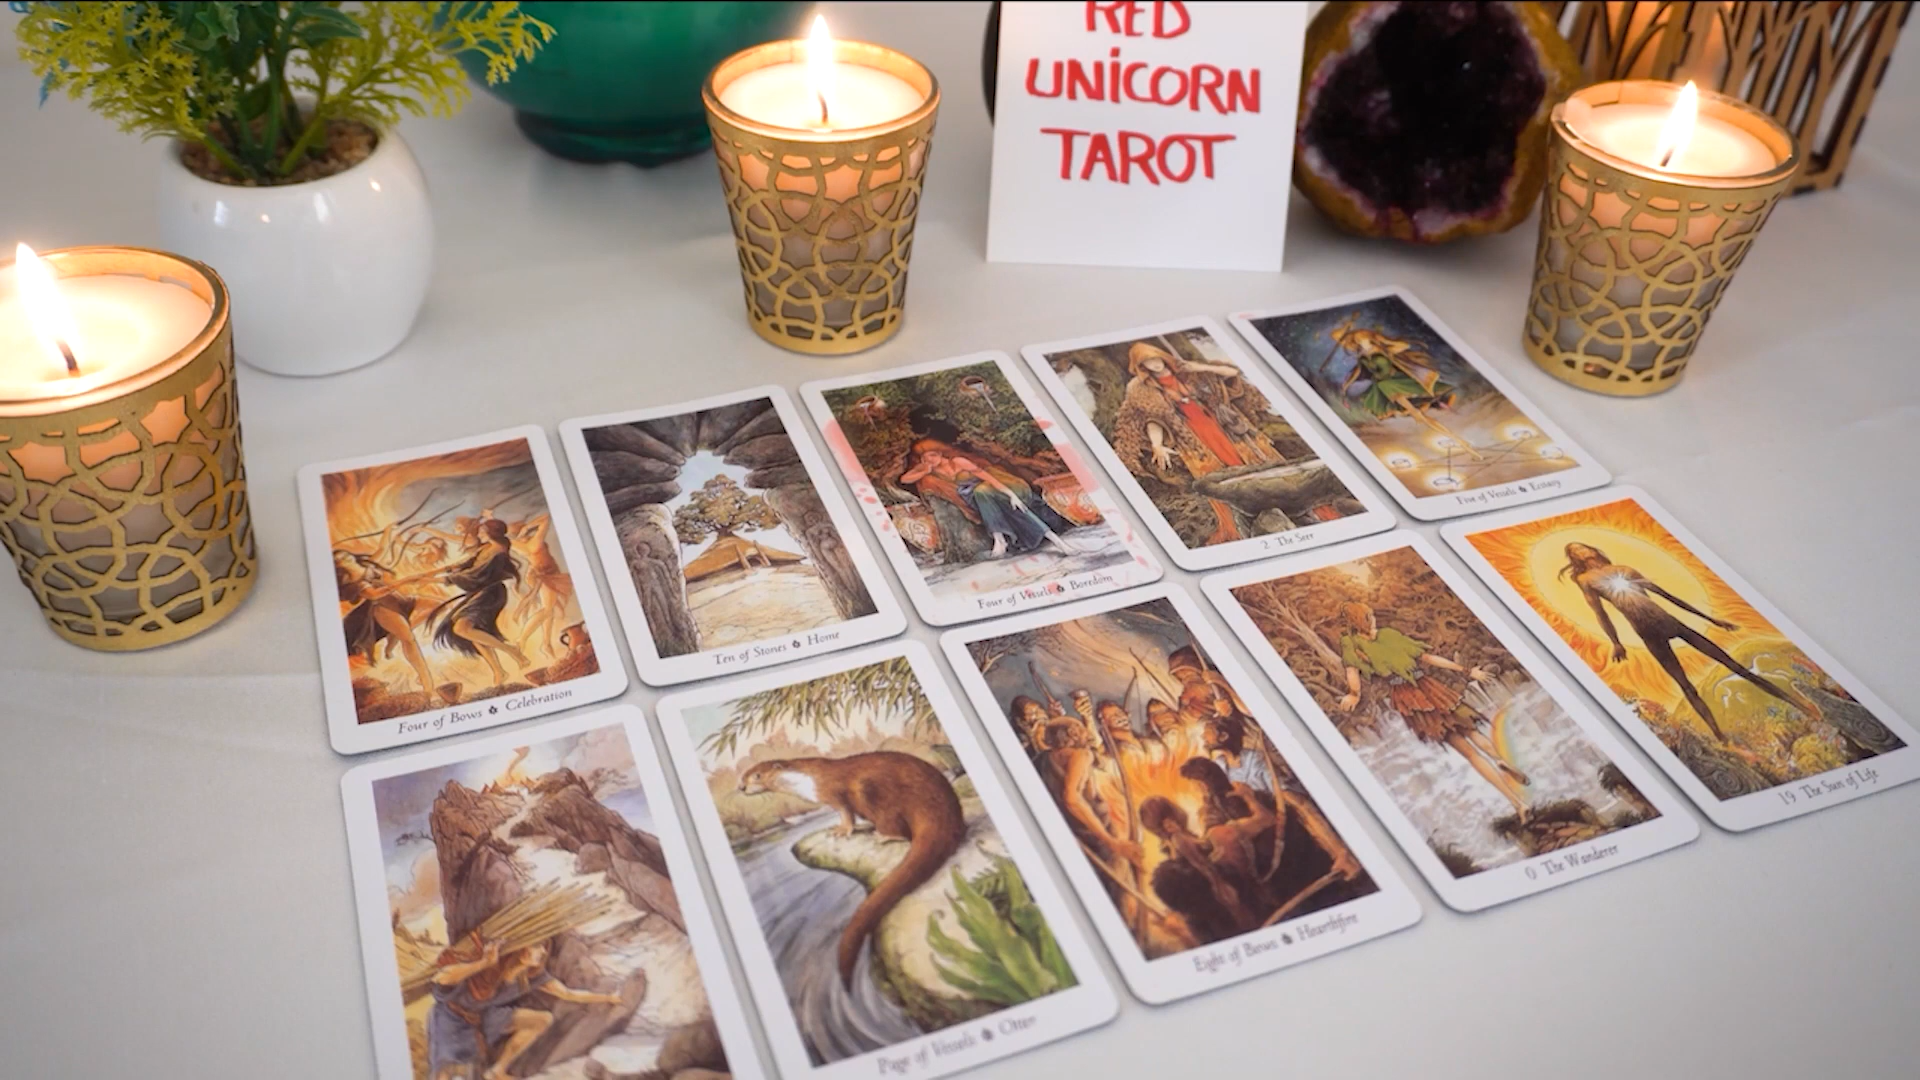 RED
UNICORN
TAROT
Five of Vessels Ecstasy
2 The Seer
Four of Vessels Boredom
Ten of Stones Home
Four of Bows Celebration
19 The Sun of Life
0 The Wanderer
Eight of Bows Hearthfire
Page of Vessels Otter